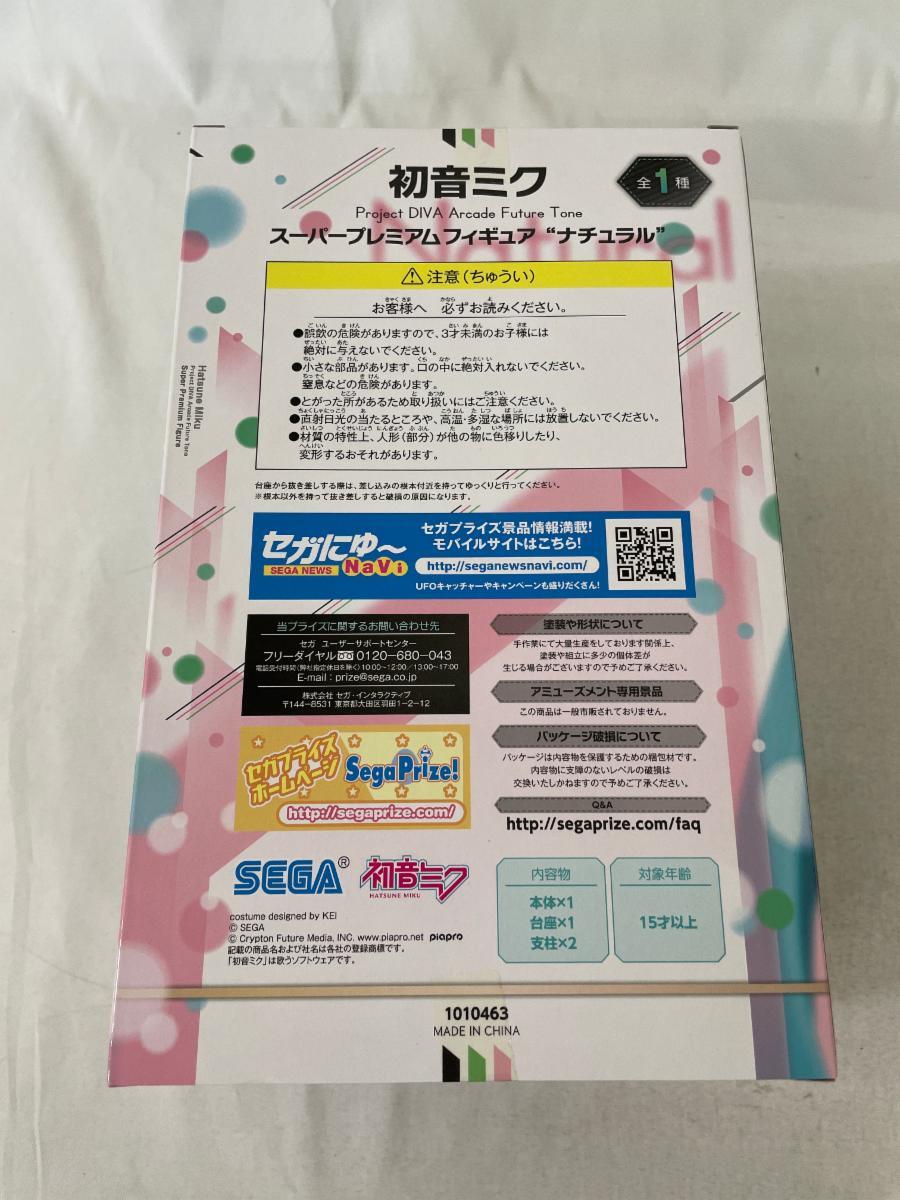 初音ミク
全1種
Project DIVA Arcade Future Tone
スーパープレミアムフィギュア “ナチュラル”
Natural
⚠注意(ちゅうい)
お客様へ 必ずお読みください。
●誤飲の危険がありますので、3才未満のお子様には
絶対に与えないでください。
●小さな部品があります。口の中に絶対入れないでください。
窒息などの危険があります。
●とがった所があるため取り扱いにはご注意ください。
●直射日光の当たるところや、高温・多湿な場所には放置しないでください。
●材質の特性上、人形(部分)が他の物に色移りしたり、
変形するおそれがあります。
台座から抜き差しする際は、差し込みの根本付近を持ってゆっくりと行ってください。
※根本以外を持って抜き差しすると破損の原因になります。
Hatsune Miku
Project DIVA Arcade Future Tone
Super Premium Figure
セガにゅ〜
SEGA NEWS NaVi
セガプライズ景品情報満載!
モバイルサイトはこちら!
http://seganewsnavi.com/
UFOキャッチャーやキャンペーンも盛りだくさん!
当プライズに関するお問い合わせ先
セガ ユーザーサポートセンター
フリーダイヤル 0120-680-043
電話受付時間(弊社指定休日を除く)10:00~12:00/13:00~17:00
E-mail : prize@sega.co.jp
株式会社 セガ・インタラクティブ
〒144-8531 東京都大田区羽田1-2-12
塗装や形状について
手作業にて大量生産をしております関係上、
塗装や組立に多少の個体差が
生じる場合がございますので予めご了承ください。
アミューズメント専用景品
この商品は一般市販されておりません。
パッケージ破損について
パッケージは内容物を保護するための梱包材です。
内容物に支障のないレベルの破損は
交換いたしかねますので予めご了承ください。
Q&A
http://segaprize.com/faq
セガプライズ
ホームページ
SegaPrize!
http://segaprize.com/
SEGA®
初音ミク
HATSUNE MIKU
costume designed by KEI
© SEGA
© Crypton Future Media, INC. www.piapro.net piapro
記載の商品名および社名は各社の登録商標です。
「初音ミク」は歌うソフトウェアです。
内容物
本体×1
台座×1
支柱×2
対象年齢
15才以上
1010463
MADE IN CHINA